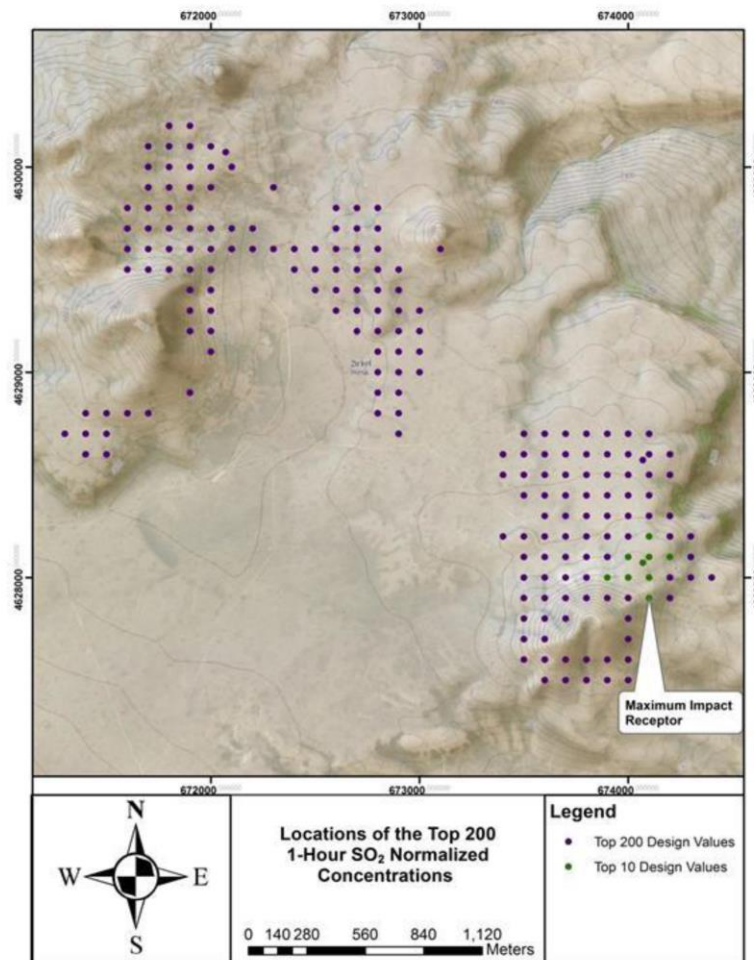 672000
673000
674000
4630000
4629000
4628000
Maximum Impact
Receptor
672000
673000
674000
N
W
E
S
Locations of the Top 200
1-Hour SO₂ Normalized
Concentrations
0 140 280 560 840 1,120
Meters
Legend
Top 200 Design Values
Top 10 Design Values